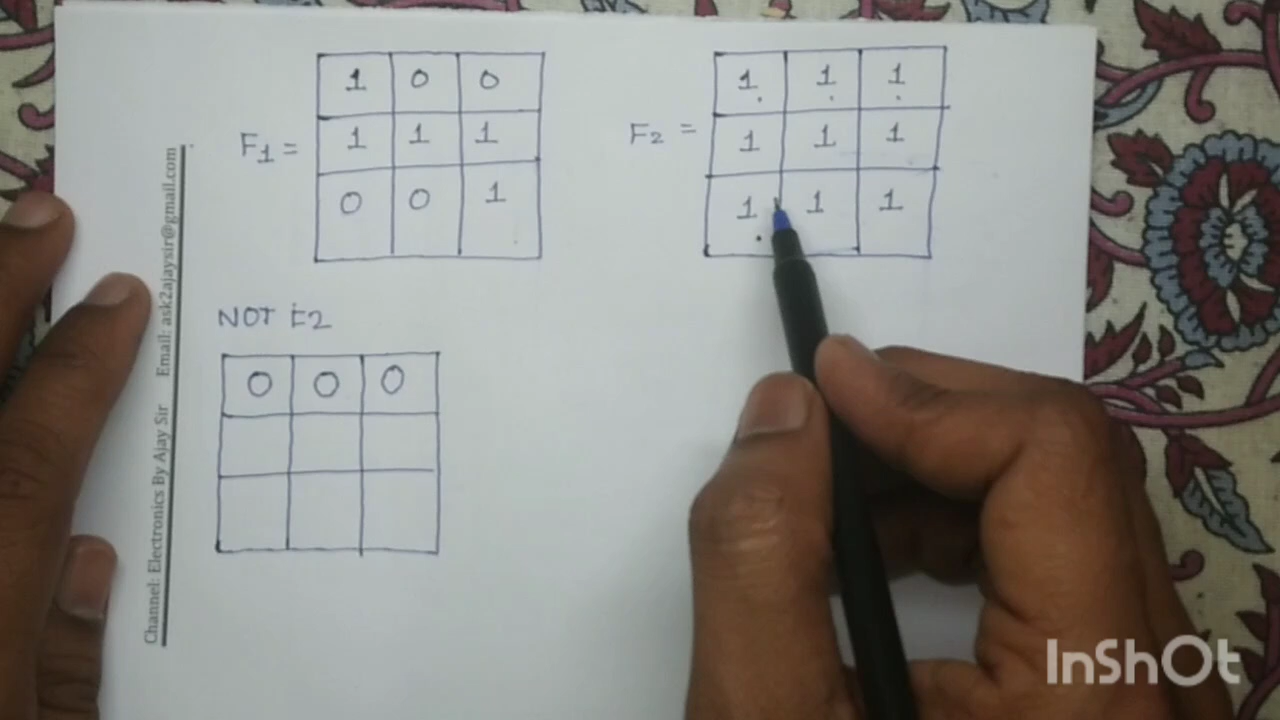 1 0 0
F1 = 1 1 1
0 0 1
1 1 1
F2 = 1 1 1
1 1 1
NOT F2
0 0 0
Channel: Electronics By Ajay Sir Email: ask2ajaysir@gmail.com
InShOt